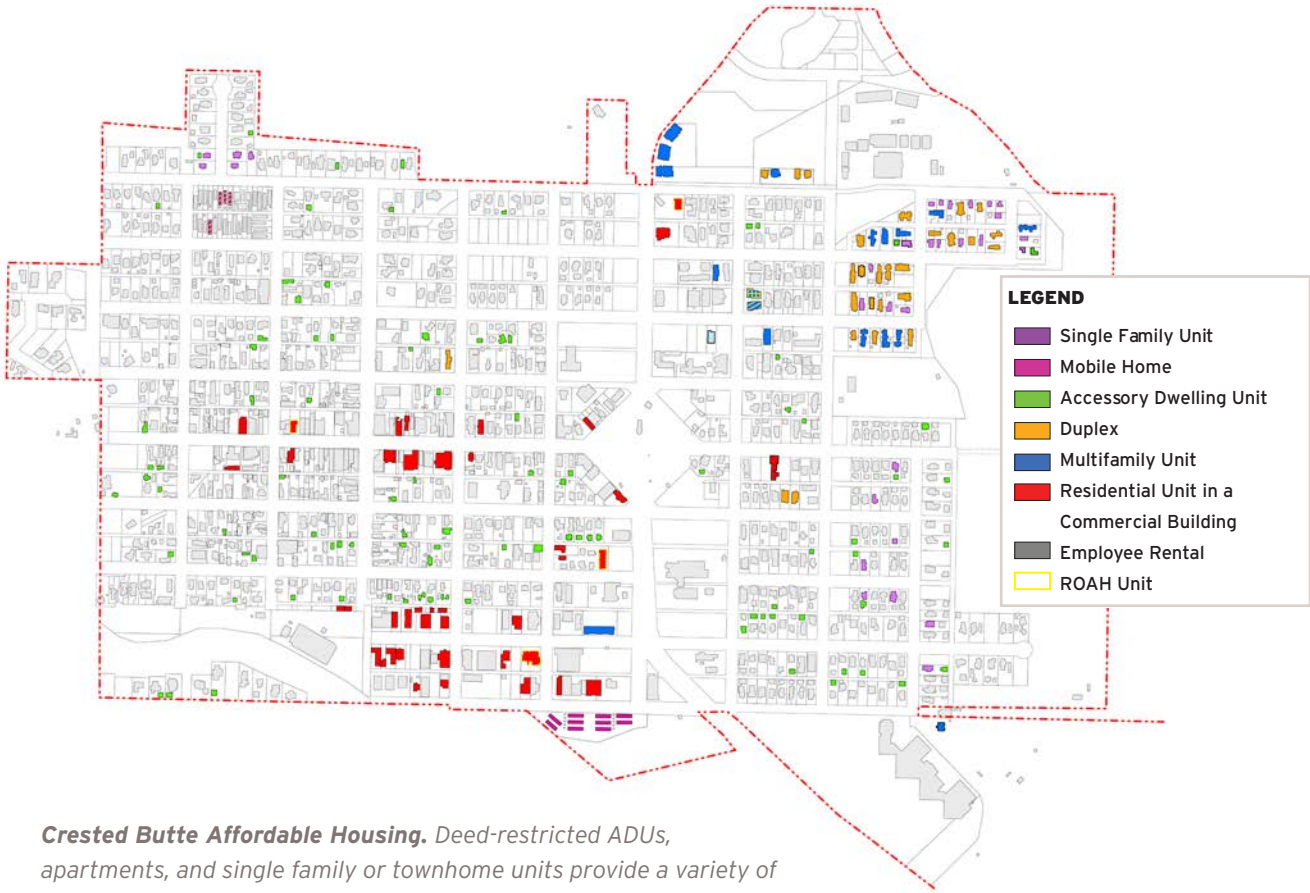 LEGEND
Single Family Unit
Mobile Home
Accessory Dwelling Unit
Duplex
Multifamily Unit
Residential Unit in a
Commercial Building
Employee Rental
ROAH Unit
Crested Butte Affordable Housing. Deed-restricted ADUs,
apartments, and single family or townhome units provide a variety of